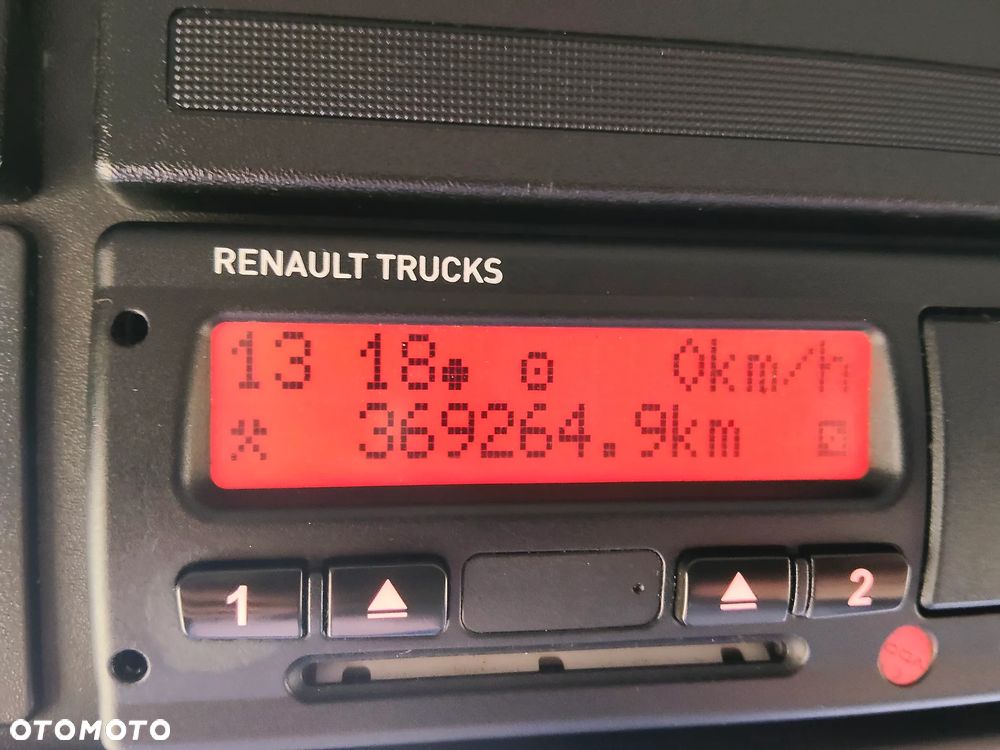 RENAULT TRUCKS
13 18 0km/h
369264.9km
1 2
OTOMOTO